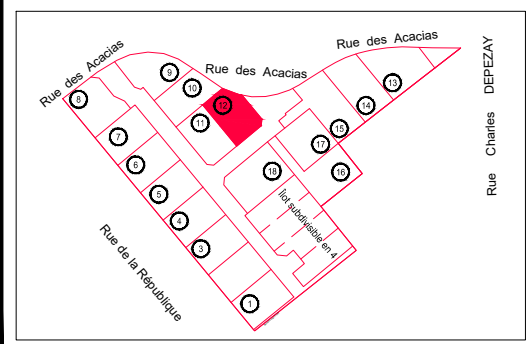 Rue des Acacias
Rue des Acacias
Rue des Acacias
Rue Charles DEPEZAY
9
10
12
13
8
11
14
15
7
17
6
18
16
5
îlot subdivisible en 4
4
3
Rue de la République
1